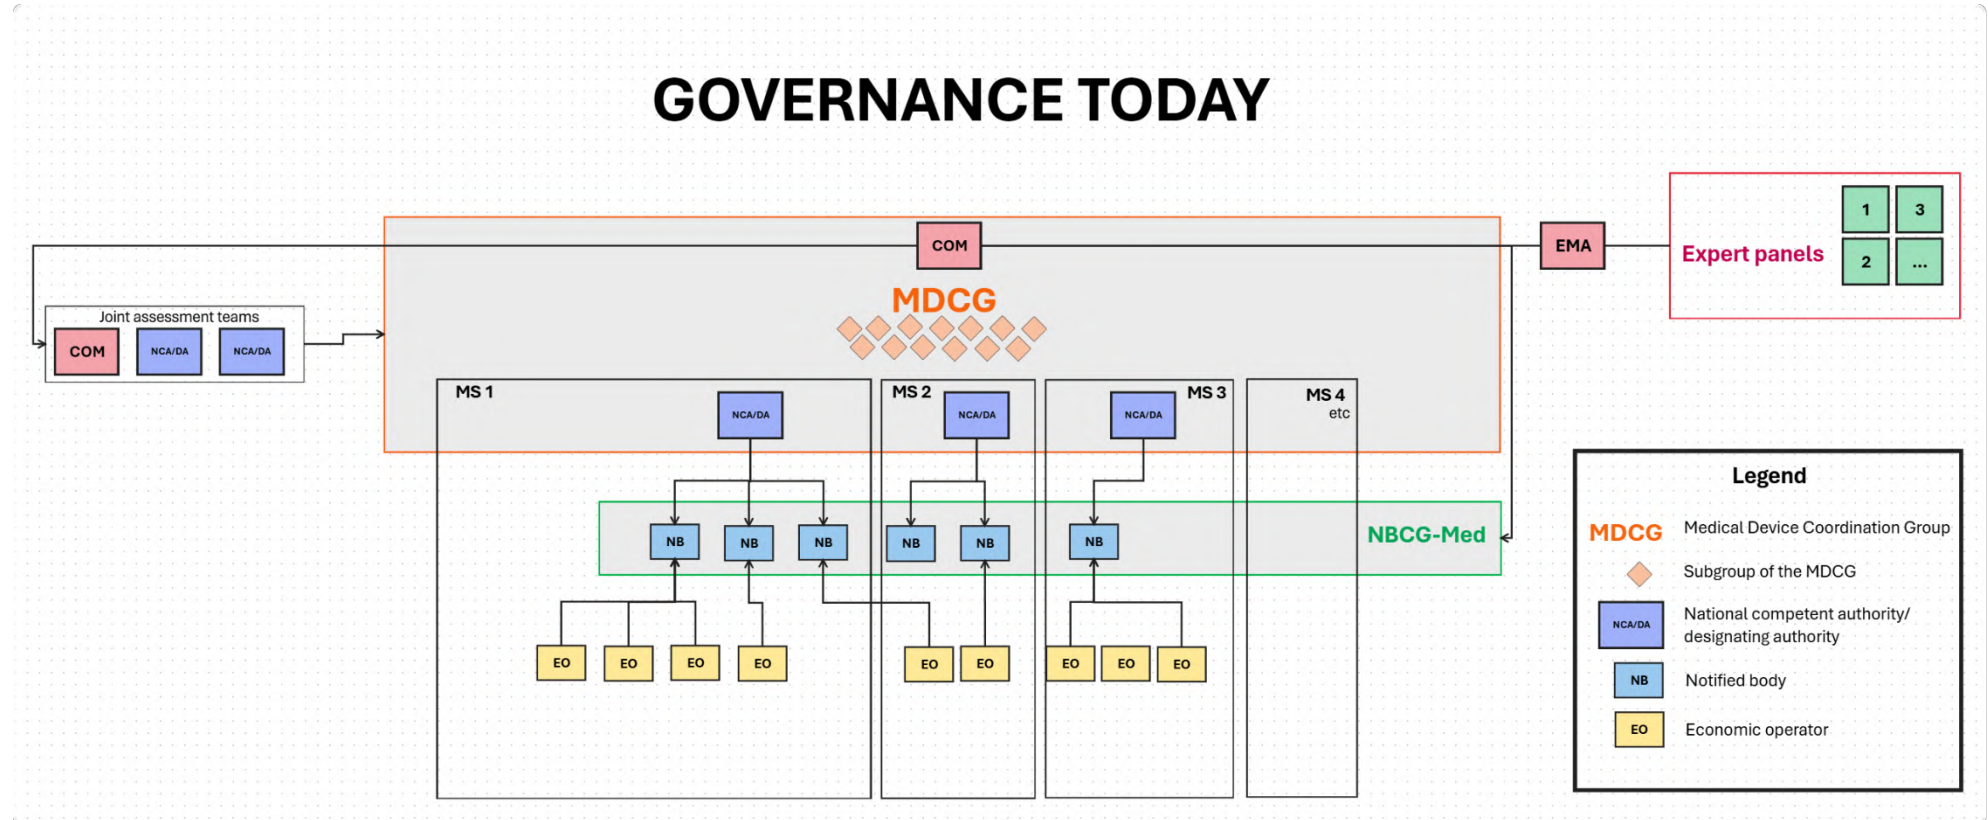 GOVERNANCE TODAY
COM
EMA
Expert panels
1
3
2
...
MDCG
Joint assessment teams
COM
NCA/DA
NCA/DA
MS 1
NCA/DA
MS 2
NCA/DA
MS 3
NCA/DA
MS 4
etc
NB
NB
NB
NB
NB
NB
NBCG-Med
EO
EO
EO
EO
EO
EO
EO
EO
EO
Legend
MDCG
Medical Device Coordination Group
Subgroup of the MDCG
NCA/DA
National competent authority/
designating authority
NB
Notified body
EO
Economic operator